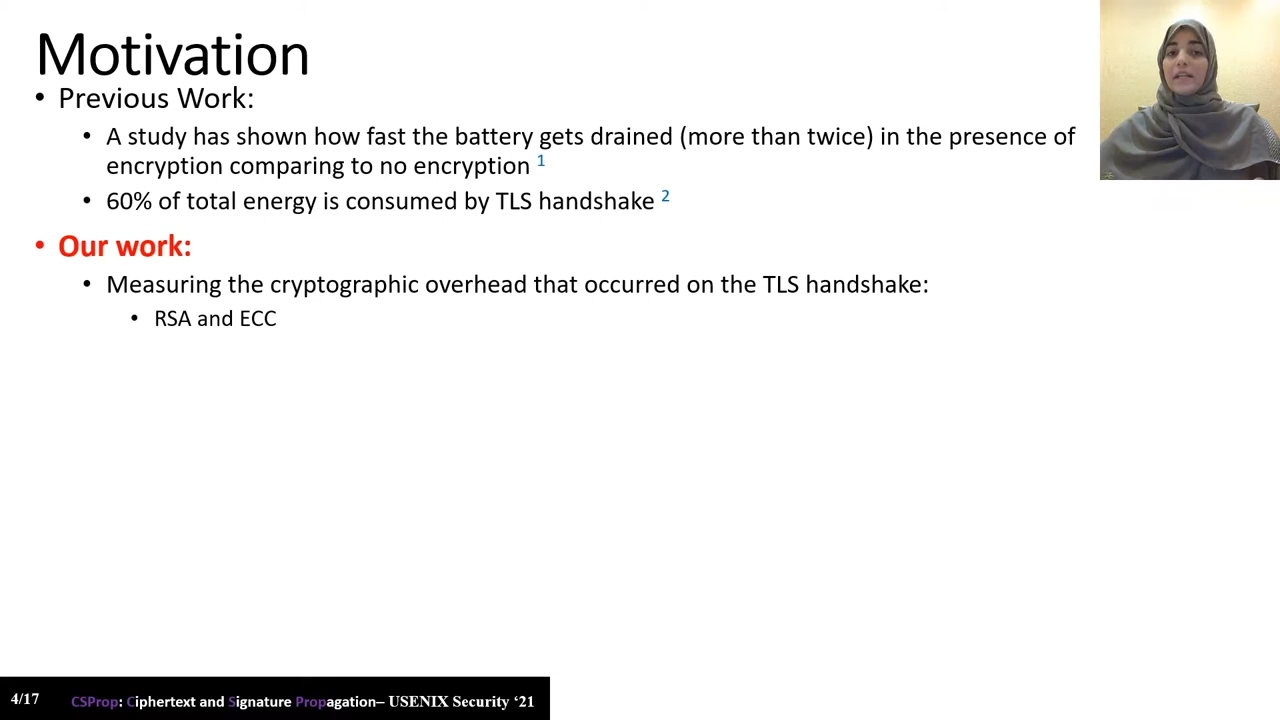 Motivation
• Previous Work:
• A study has shown how fast the battery gets drained (more than twice) in the presence of
encryption comparing to no encryption 1
• 60% of total energy is consumed by TLS handshake 2
• Our work:
• Measuring the cryptographic overhead that occurred on the TLS handshake:
• RSA and ECC
4/17 CSProp: Ciphertext and Signature Propagation– USENIX Security ‘21